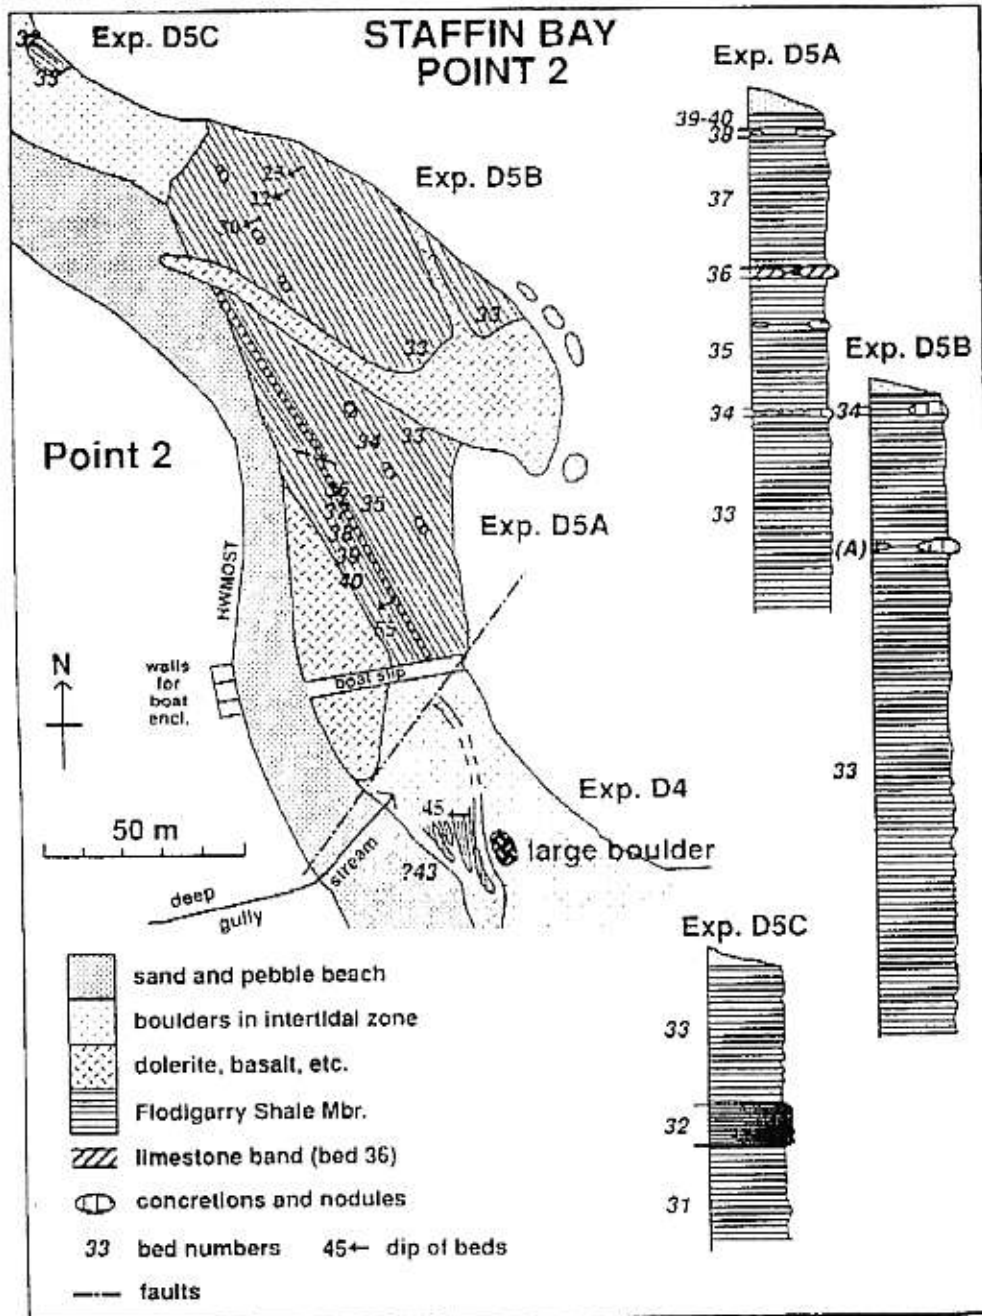 STAFFIN BAY
POINT 2
Exp. D5C
32
33
Exp. D5B
23
12
30
33
33
33
34
35
36
37
38
39
40
Point 2
Exp. D5A
HWMOST
N
walls
for
boat
encl.
boat slip
50 m
Exp. D4
45
large boulder
?43
deep
gully
stream
Exp. D5A
39-40
38
37
36
35
34
33
Exp. D5B
34
(A)
33
Exp. D5C
33
32
31
sand and pebble beach
boulders in intertidal zone
dolerite, basalt, etc.
Flodigarry Shale Mbr.
limestone band (bed 36)
concretions and nodules
33 bed numbers
45 dip of beds
faults